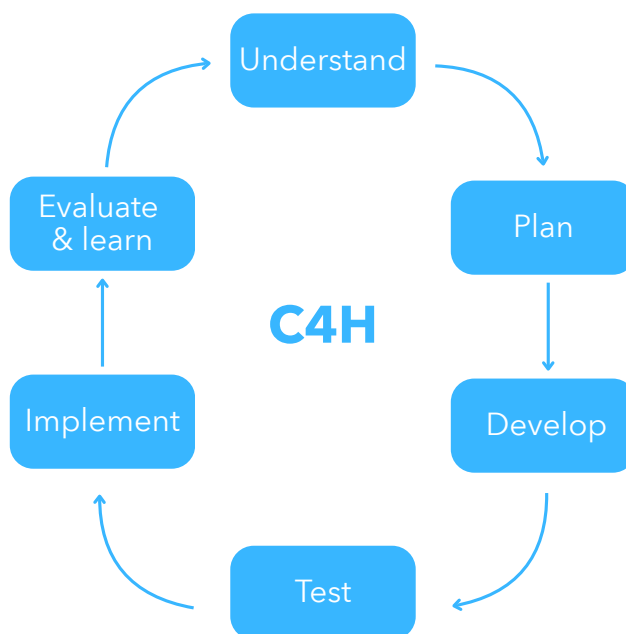 Understand
Plan
Develop
Test
Implement
Evaluate
& learn
C4H